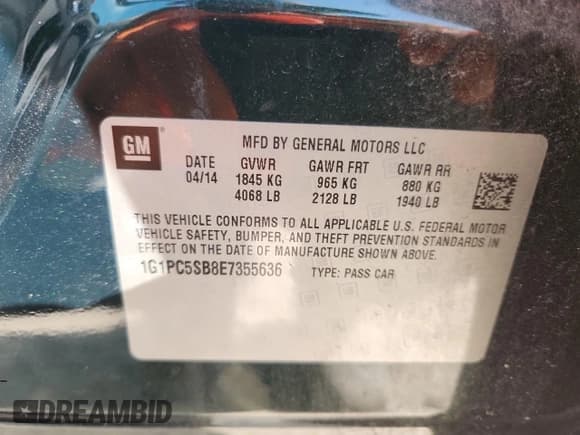 GM
MFD BY GENERAL MOTORS LLC
DATE GVWR GAWR FRT GAWR RR
04/14 1845 KG 965 KG 880 KG
4068 LB 2128 LB 1940 LB
THIS VEHICLE CONFORMS TO ALL APPLICABLE U.S. FEDERAL MOTOR
VEHICLE SAFETY, BUMPER, AND THEFT PREVENTION STANDARDS IN
EFFECT ON THE DATE OF MANUFACTURE SHOWN ABOVE.
1G1PC5SB8E7355636 TYPE: PASS CAR
DREAMBID